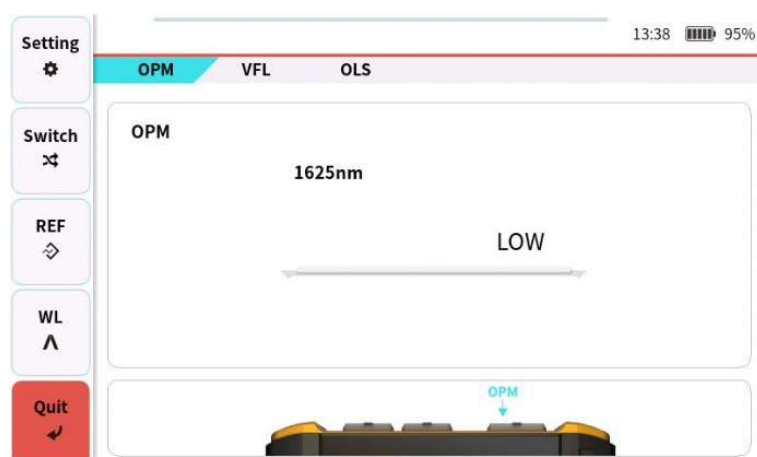 13:38 95%
Setting
OPM VFL OLS
Switch
OPM
1625nm
REF
LOW
WL
Quit
OPM